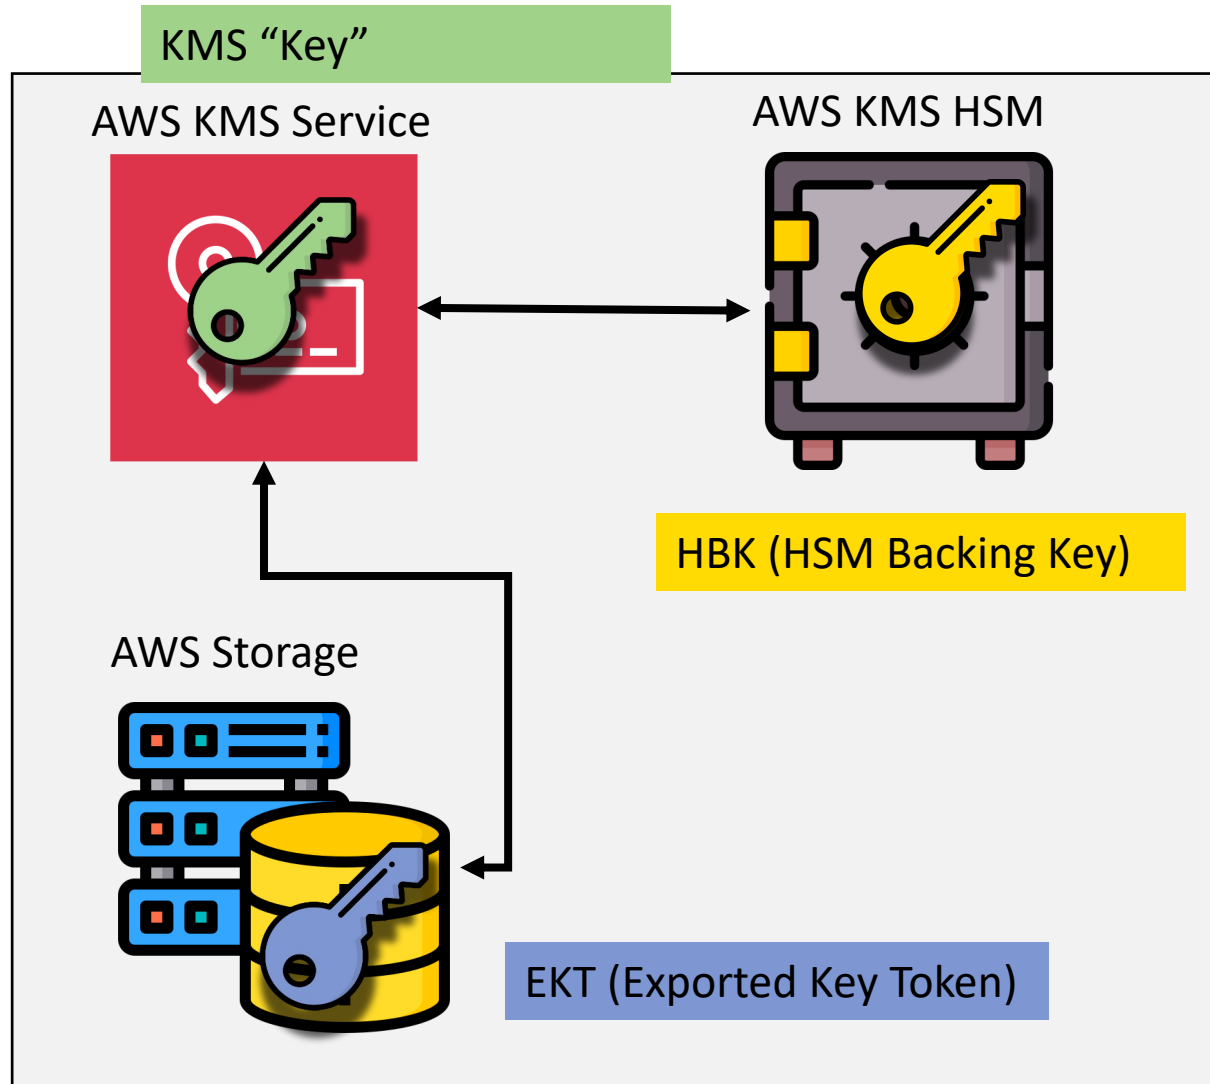 KMS “Key”
AWS KMS Service
AWS KMS HSM
HBK (HSM Backing Key)
AWS Storage
EKT (Exported Key Token)